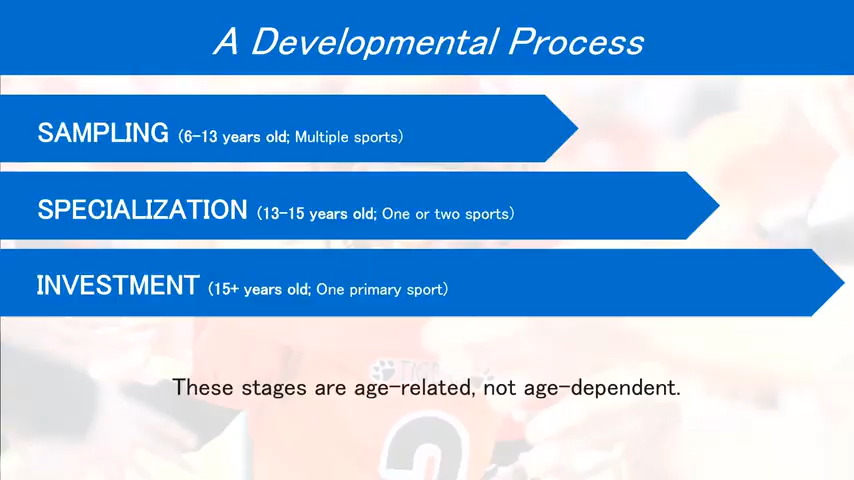 A Developmental Process
SAMPLING (6-13 years old; Multiple sports)
SPECIALIZATION (13-15 years old; One or two sports)
INVESTMENT (15+ years old; One primary sport)
These stages are age-related, not age-dependent.